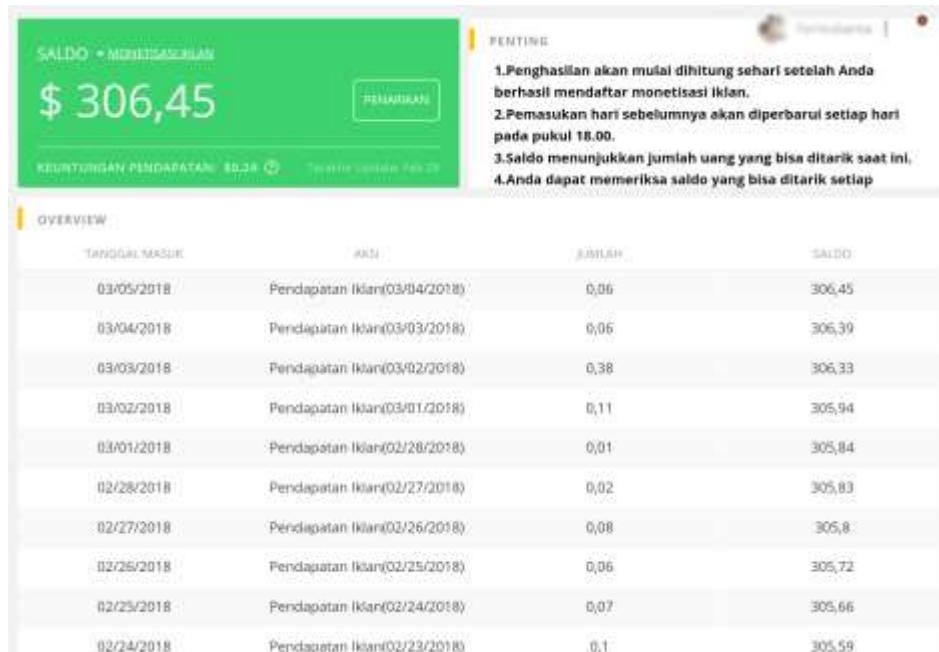 SALDO • MONETISASI IKLAN
$ 306,45
PENARIKAN
KEUNTUNGAN PENDAPATAN: $0.28
Terakhir Update: Feb 28
PENTING
1.Penghasilan akan mulai dihitung sehari setelah Anda
berhasil mendaftar monetisasi iklan.
2.Pemasukan hari sebelumnya akan diperbarui setiap hari
pada pukul 18.00.
3.Saldo menunjukkan jumlah uang yang bisa ditarik saat ini.
4.Anda dapat memeriksa saldo yang bisa ditarik setiap
OVERVIEW
TANGGAL MASUK AKSI JUMLAH SALDO
03/05/2018 Pendapatan Iklan(03/04/2018) 0,06 306,45
03/04/2018 Pendapatan Iklan(03/03/2018) 0,06 306,39
03/03/2018 Pendapatan Iklan(03/02/2018) 0,38 306,33
03/02/2018 Pendapatan Iklan(03/01/2018) 0,11 305,94
03/01/2018 Pendapatan Iklan(02/28/2018) 0,01 305,84
02/28/2018 Pendapatan Iklan(02/27/2018) 0,02 305,83
02/27/2018 Pendapatan Iklan(02/26/2018) 0,08 305,8
02/26/2018 Pendapatan Iklan(02/25/2018) 0,06 305,72
02/25/2018 Pendapatan Iklan(02/24/2018) 0,07 305,66
02/24/2018 Pendapatan Iklan(02/23/2018) 0,1 305,59